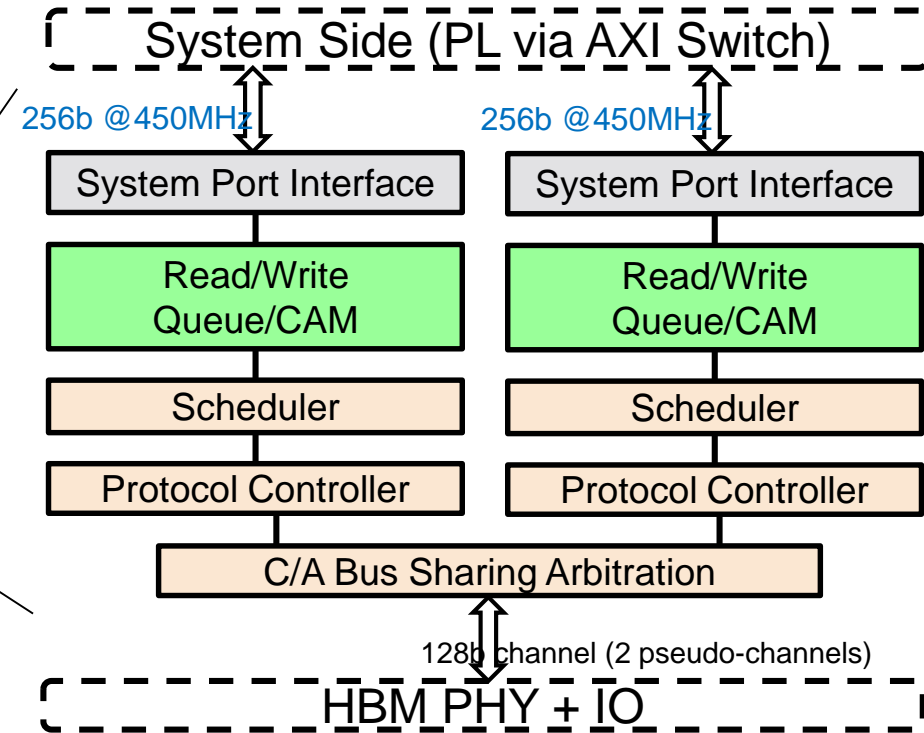 System Side (PL via AXI Switch)
256b @450MHz
256b @450MHz
System Port Interface
System Port Interface
Read/Write
Queue/CAM
Read/Write
Queue/CAM
Scheduler
Scheduler
Protocol Controller
Protocol Controller
C/A Bus Sharing Arbitration
128b channel (2 pseudo-channels)
HBM PHY + IO